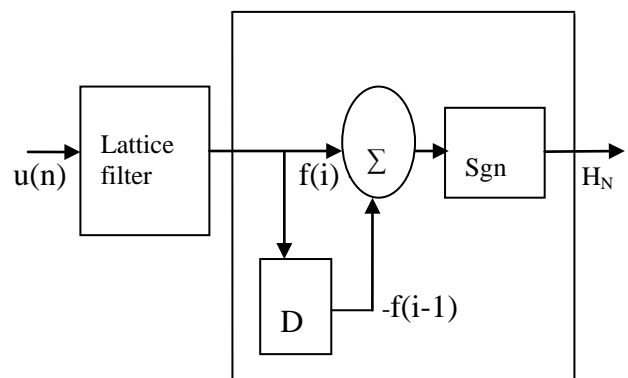 Lattice
filter
u(n)
f(i)
∑
Sgn
H_N
D
-f(i-1)